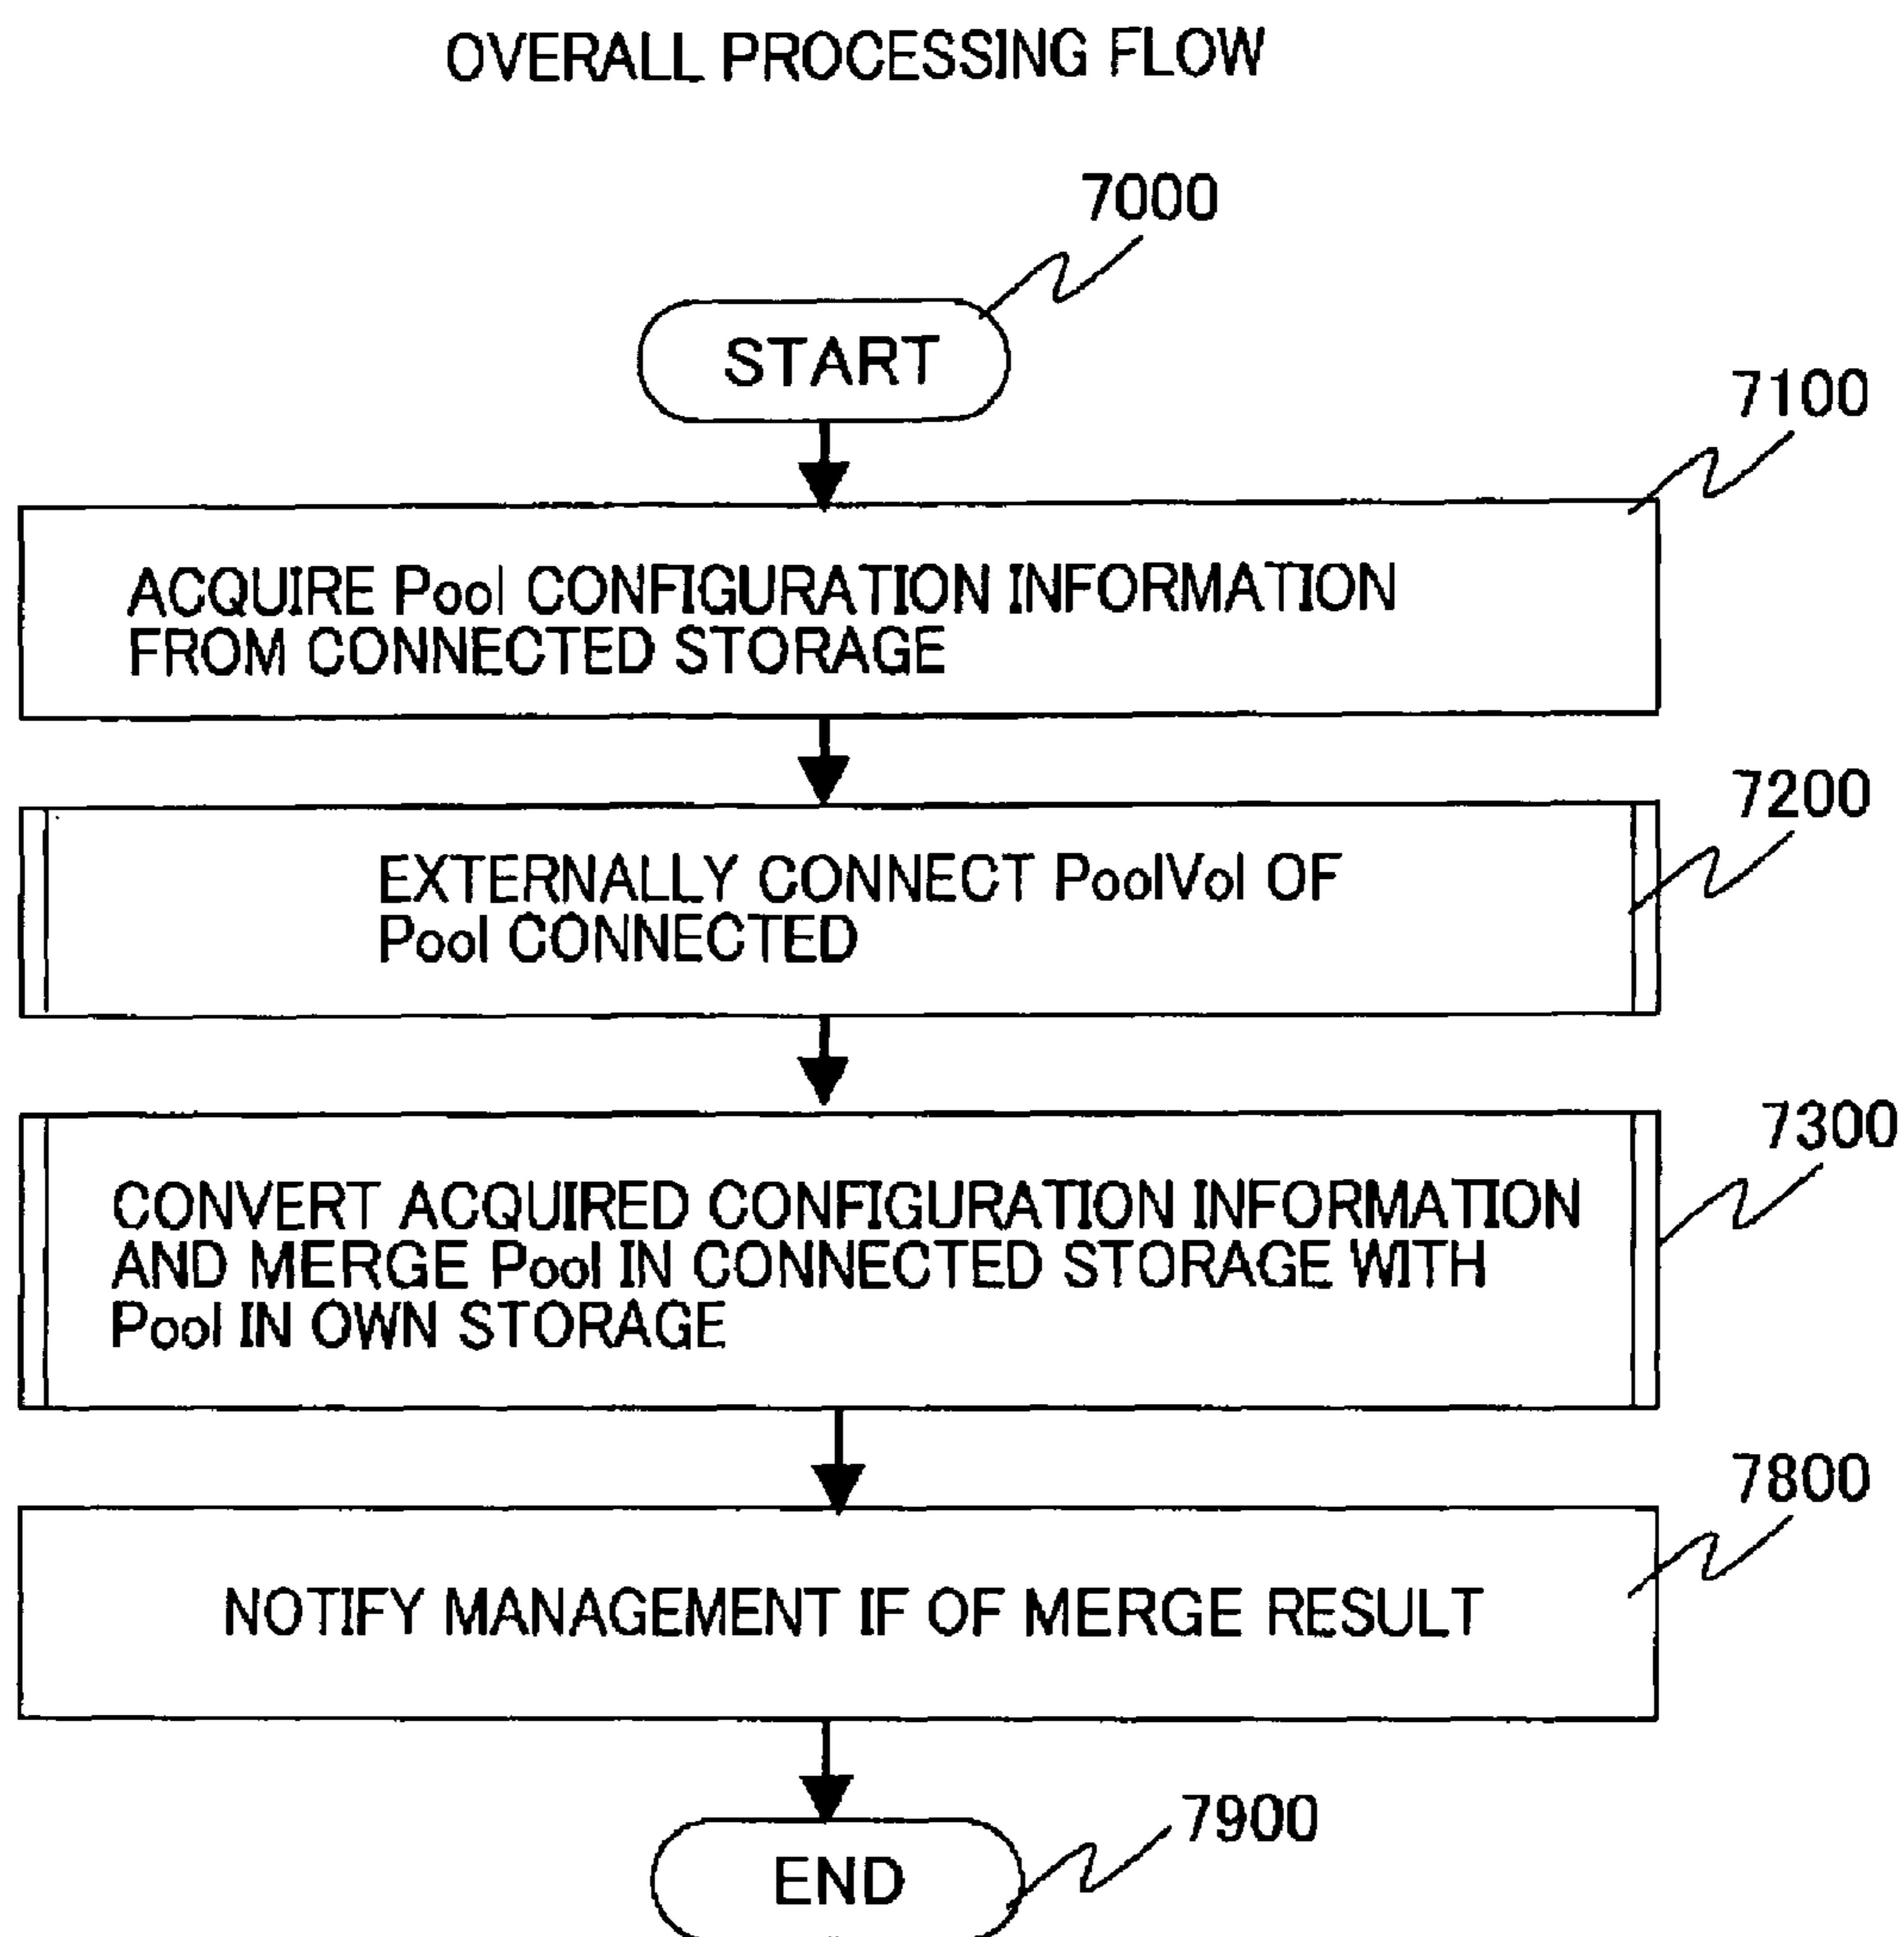 OVERALL PROCESSING FLOW
7000
START
7100
ACQUIRE Pool CONFIGURATION INFORMATION
FROM CONNECTED STORAGE
7200
EXTERNALLY CONNECT PoolVol OF
Pool CONNECTED
7300
CONVERT ACQUIRED CONFIGURATION INFORMATION
AND MERGE Pool IN CONNECTED STORAGE WITH
Pool IN OWN STORAGE
7800
NOTIFY MANAGEMENT IF OF MERGE RESULT
7900
END